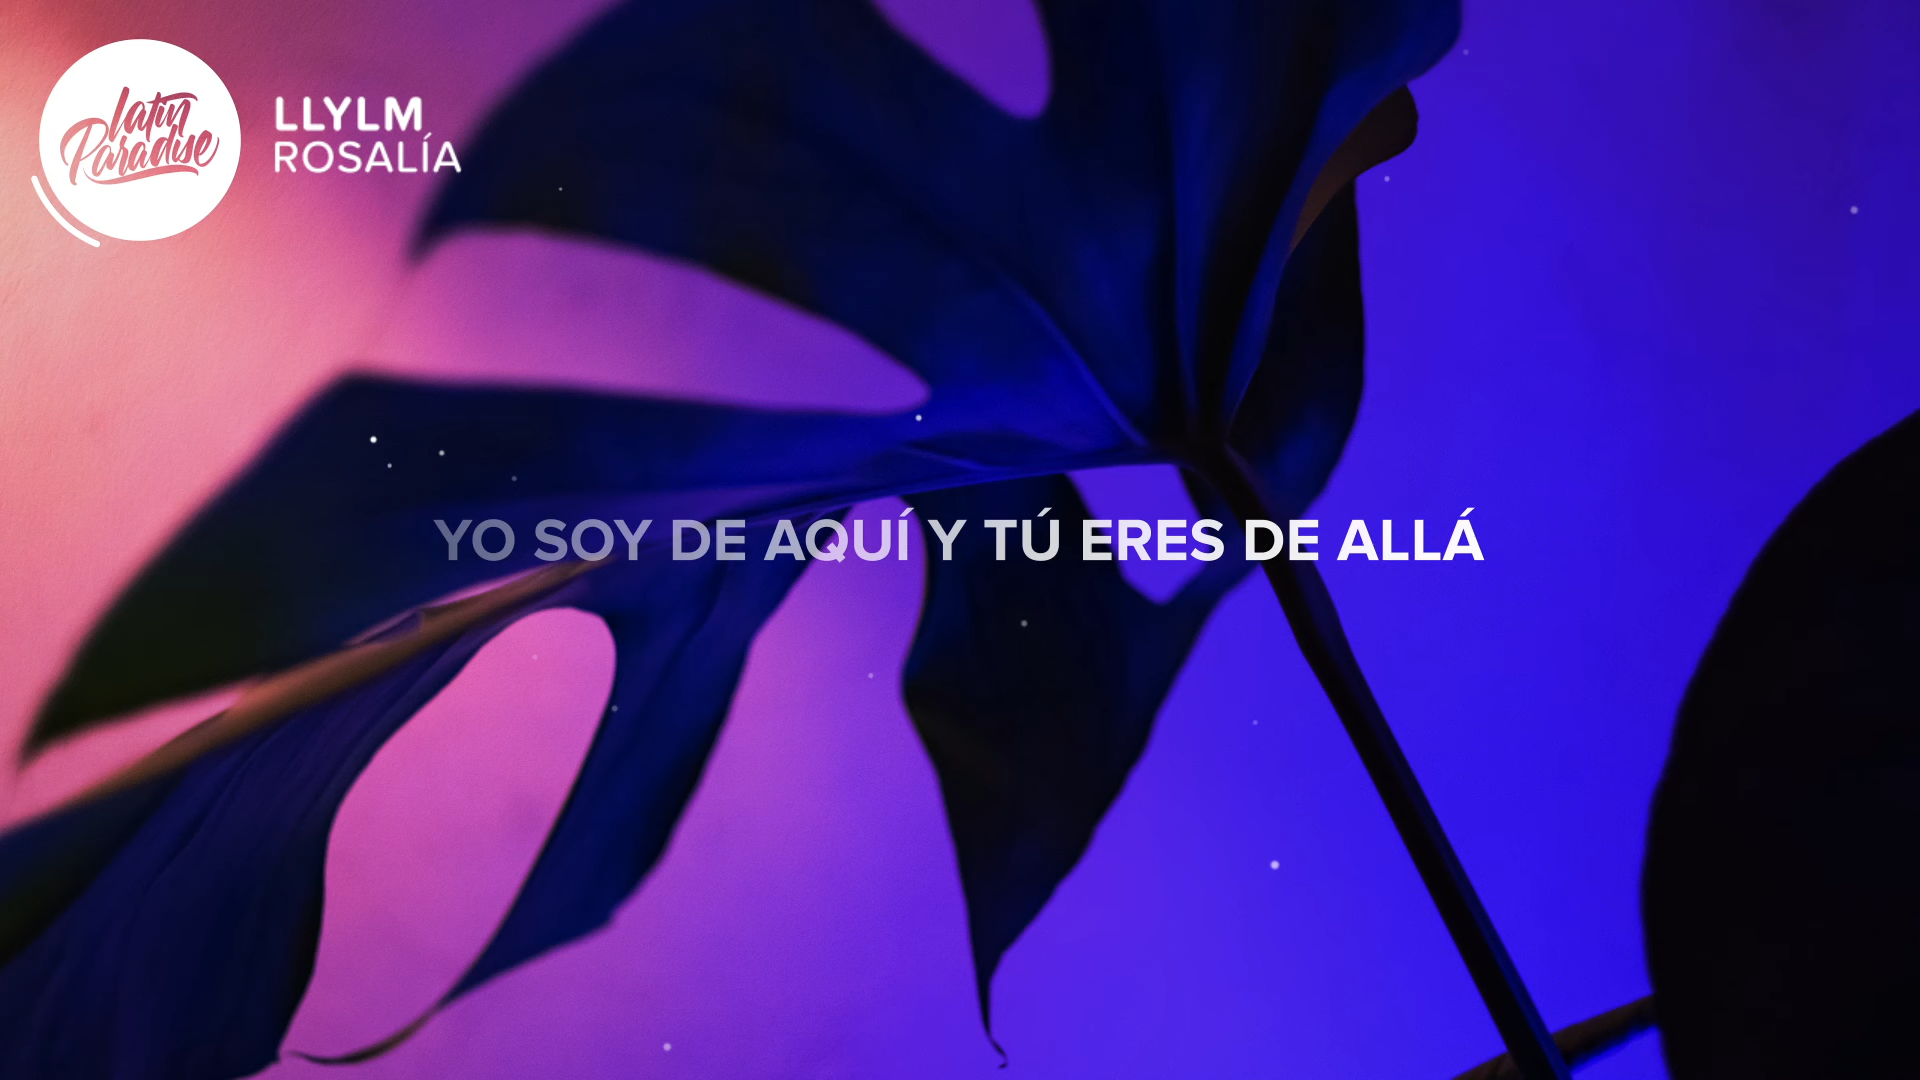 latin
Paradise
LLYLM
ROSALÍA
YO SOY DE AQUÍ Y TÚ ERES DE ALLÁ